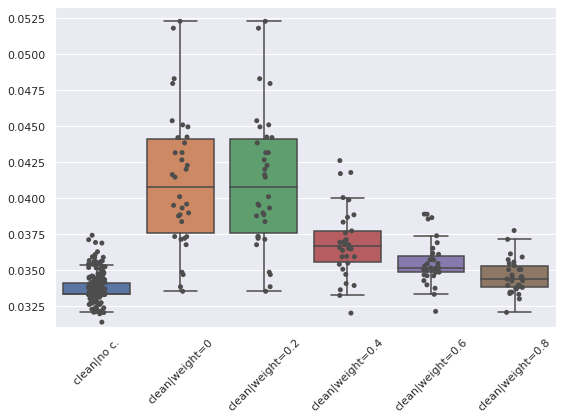 0.0525
0.0500
0.0475
0.0450
0.0425
0.0400
0.0375
0.0350
0.0325
clean|no c.
clean|weight=0
clean|weight=0.2
clean|weight=0.4
clean|weight=0.6
clean|weight=0.8